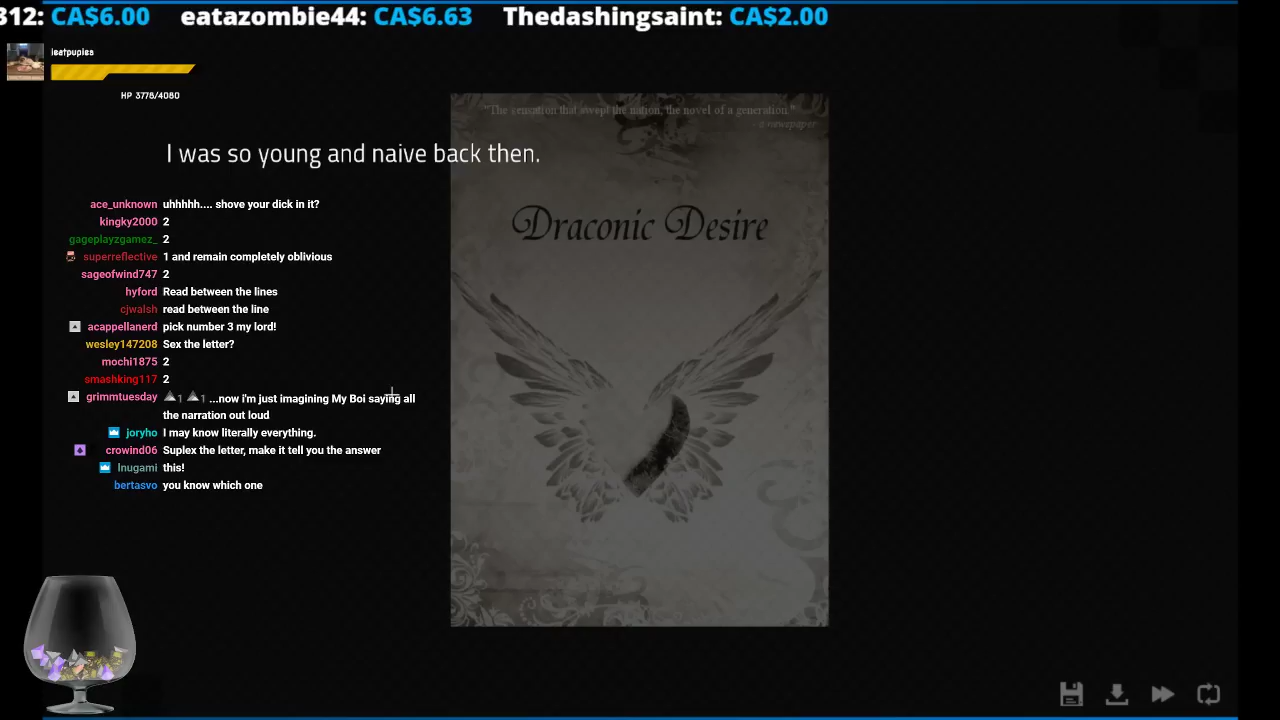 312: CA$6.00 eatazombie44: CA$6.63 Thedashingsaint: CA$2.00
ieatpupies
HP 3778/4080
"The sensation that swept the nation, the novel of a generation."
- a newspaper
I was so young and naive back then.
ace_unknown uhhhhh.... shove your dick in it?
kingky2000 2
Draconic Desire
gageplayzgamez_ 2
superreflective 1 and remain completely oblivious
sageofwind747 2
hyford Read between the lines
cjwalsh read between the line
acappellanerd pick number 3 my lord!
wesley147208 Sex the letter?
mochi1875 2
smashking117 2
grimmtuesday 1 1 ...now i'm just imagining My Boi saying all
the narration out loud
joryho I may know literally everything.
crowind06 Suplex the letter, make it tell you the answer
Inugami this!
bertasvo you know which one